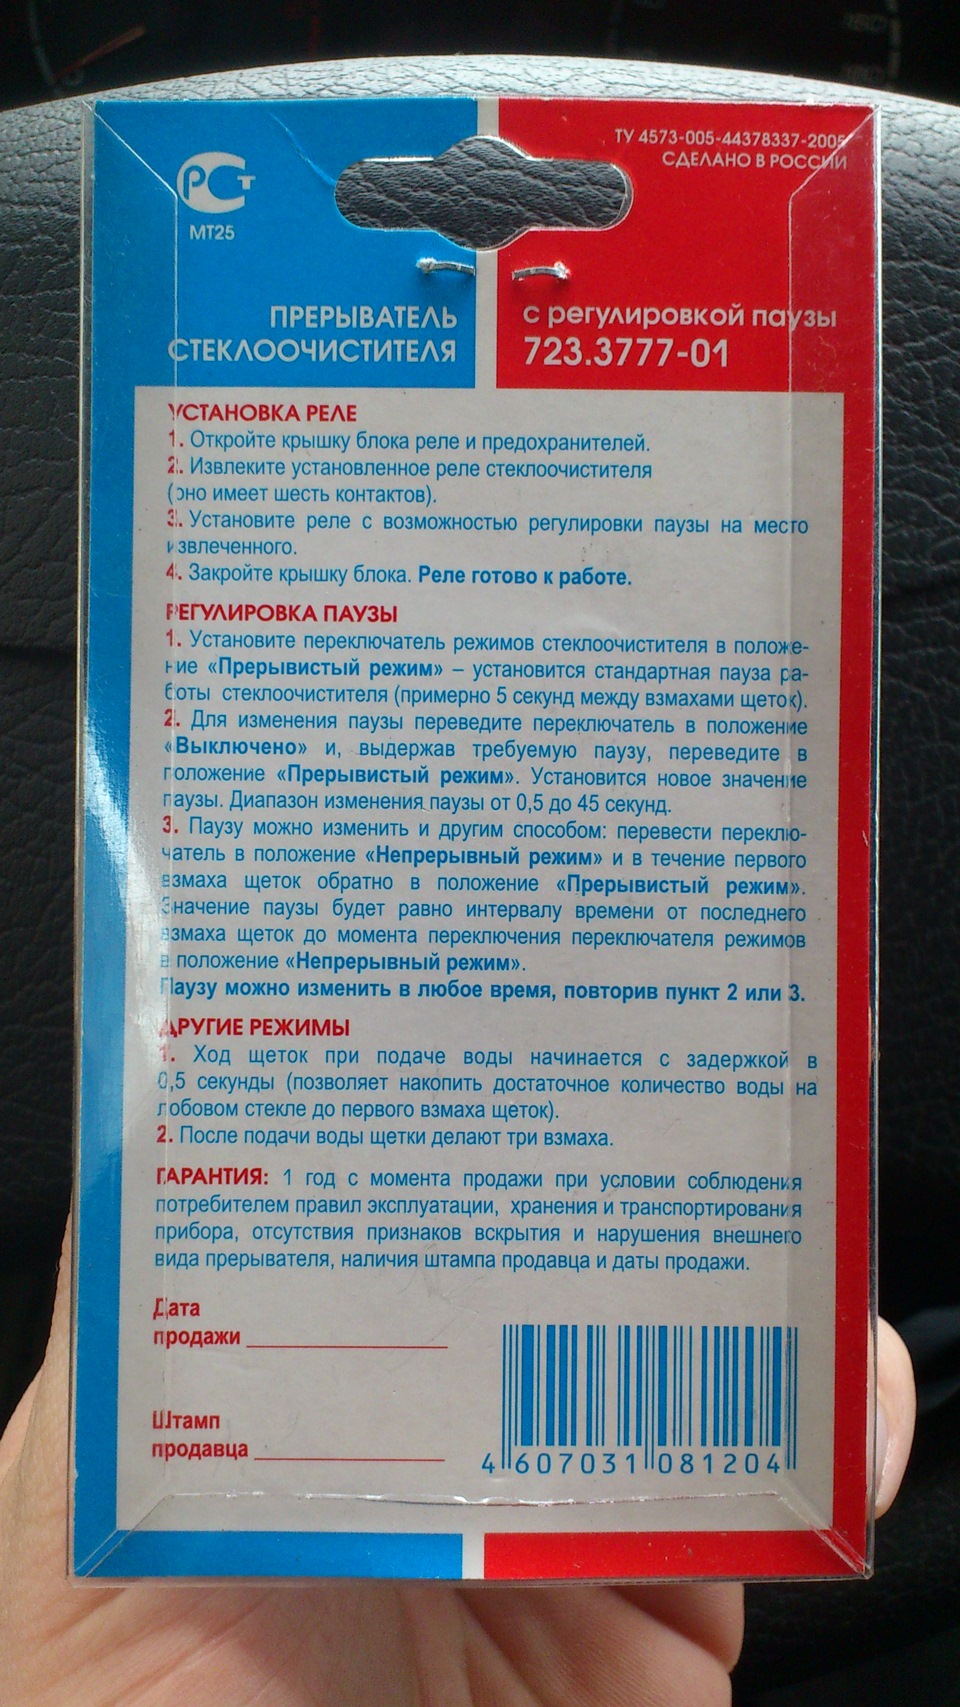 РСТ
МТ25
ТУ 4573-005-44378337-2005
СДЕЛАНО В РОССИИ
ПРЕРЫВАТЕЛЬ
СТЕКЛООЧИСТИТЕЛЯ
с регулировкой паузы
723.3777-01
УСТАНОВКА РЕЛЕ
1. Откройте крышку блока реле и предохранителей.
2. Извлеките установленное реле стеклоочистителя
(оно имеет шесть контактов).
3. Установите реле с возможностью регулировки паузы на место
извлеченного.
4. Закройте крышку блока. Реле готово к работе.
РЕГУЛИРОВКА ПАУЗЫ
1. Установите переключатель режимов стеклоочистителя в положе-
ние «Прерывистый режим» – установится стандартная пауза ра-
боты стеклоочистителя (примерно 5 секунд между взмахами щеток).
2. Для изменения паузы переведите переключатель в положение
«Выключено» и, выдержав требуемую паузу, переведите в
положение «Прерывистый режим». Установится новое значение
паузы. Диапазон изменения паузы от 0,5 до 45 секунд.
3. Паузу можно изменить и другим способом: перевести переклю-
чатель в положение «Непрерывный режим» и в течение первого
взмаха щеток обратно в положение «Прерывистый режим».
Значение паузы будет равно интервалу времени от последнего
взмаха щеток до момента переключения переключателя режимов
в положение «Непрерывный режим».
Паузу можно изменить в любое время, повторив пункт 2 или 3.
ДРУГИЕ РЕЖИМЫ
1. Ход щеток при подаче воды начинается с задержкой в
0,5 секунды (позволяет накопить достаточное количество воды на
лобовом стекле до первого взмаха щеток).
2. После подачи воды щетки делают три взмаха.
ГАРАНТИЯ: 1 год с момента продажи при условии соблюдения
потребителем правил эксплуатации, хранения и транспортирования
прибора, отсутствия признаков вскрытия и нарушения внешнего
вида прерывателя, наличия штампа продавца и даты продажи.
Дата
продажи
Штамп
продавца
4 607031 081204